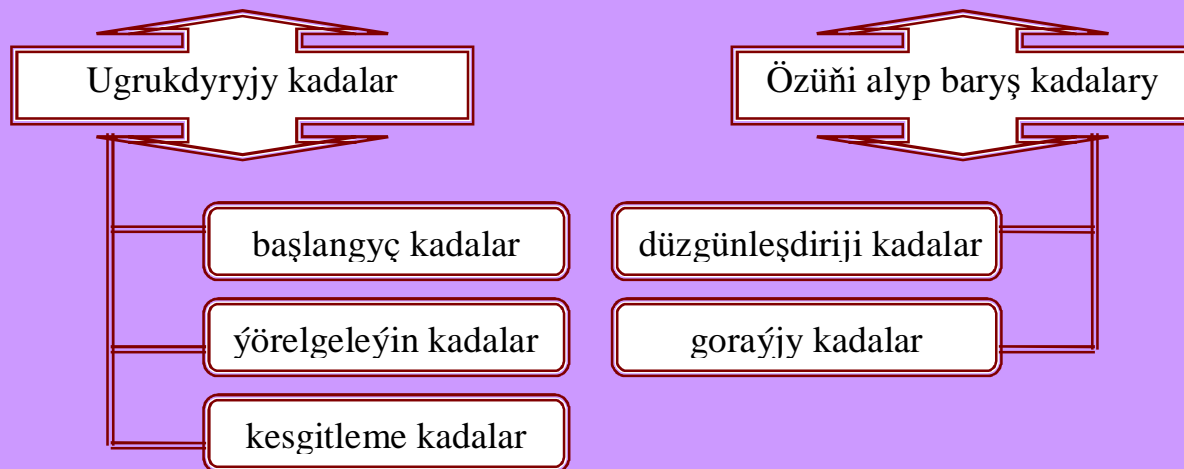 Ugrukdyryjy kadalar
başlangyç kadalar
ýörelgeleýin kadalar
kesgitleme kadalar
Özüňi alyp baryş kadalary
düzgünleşdiriji kadalar
goraýjy kadalar